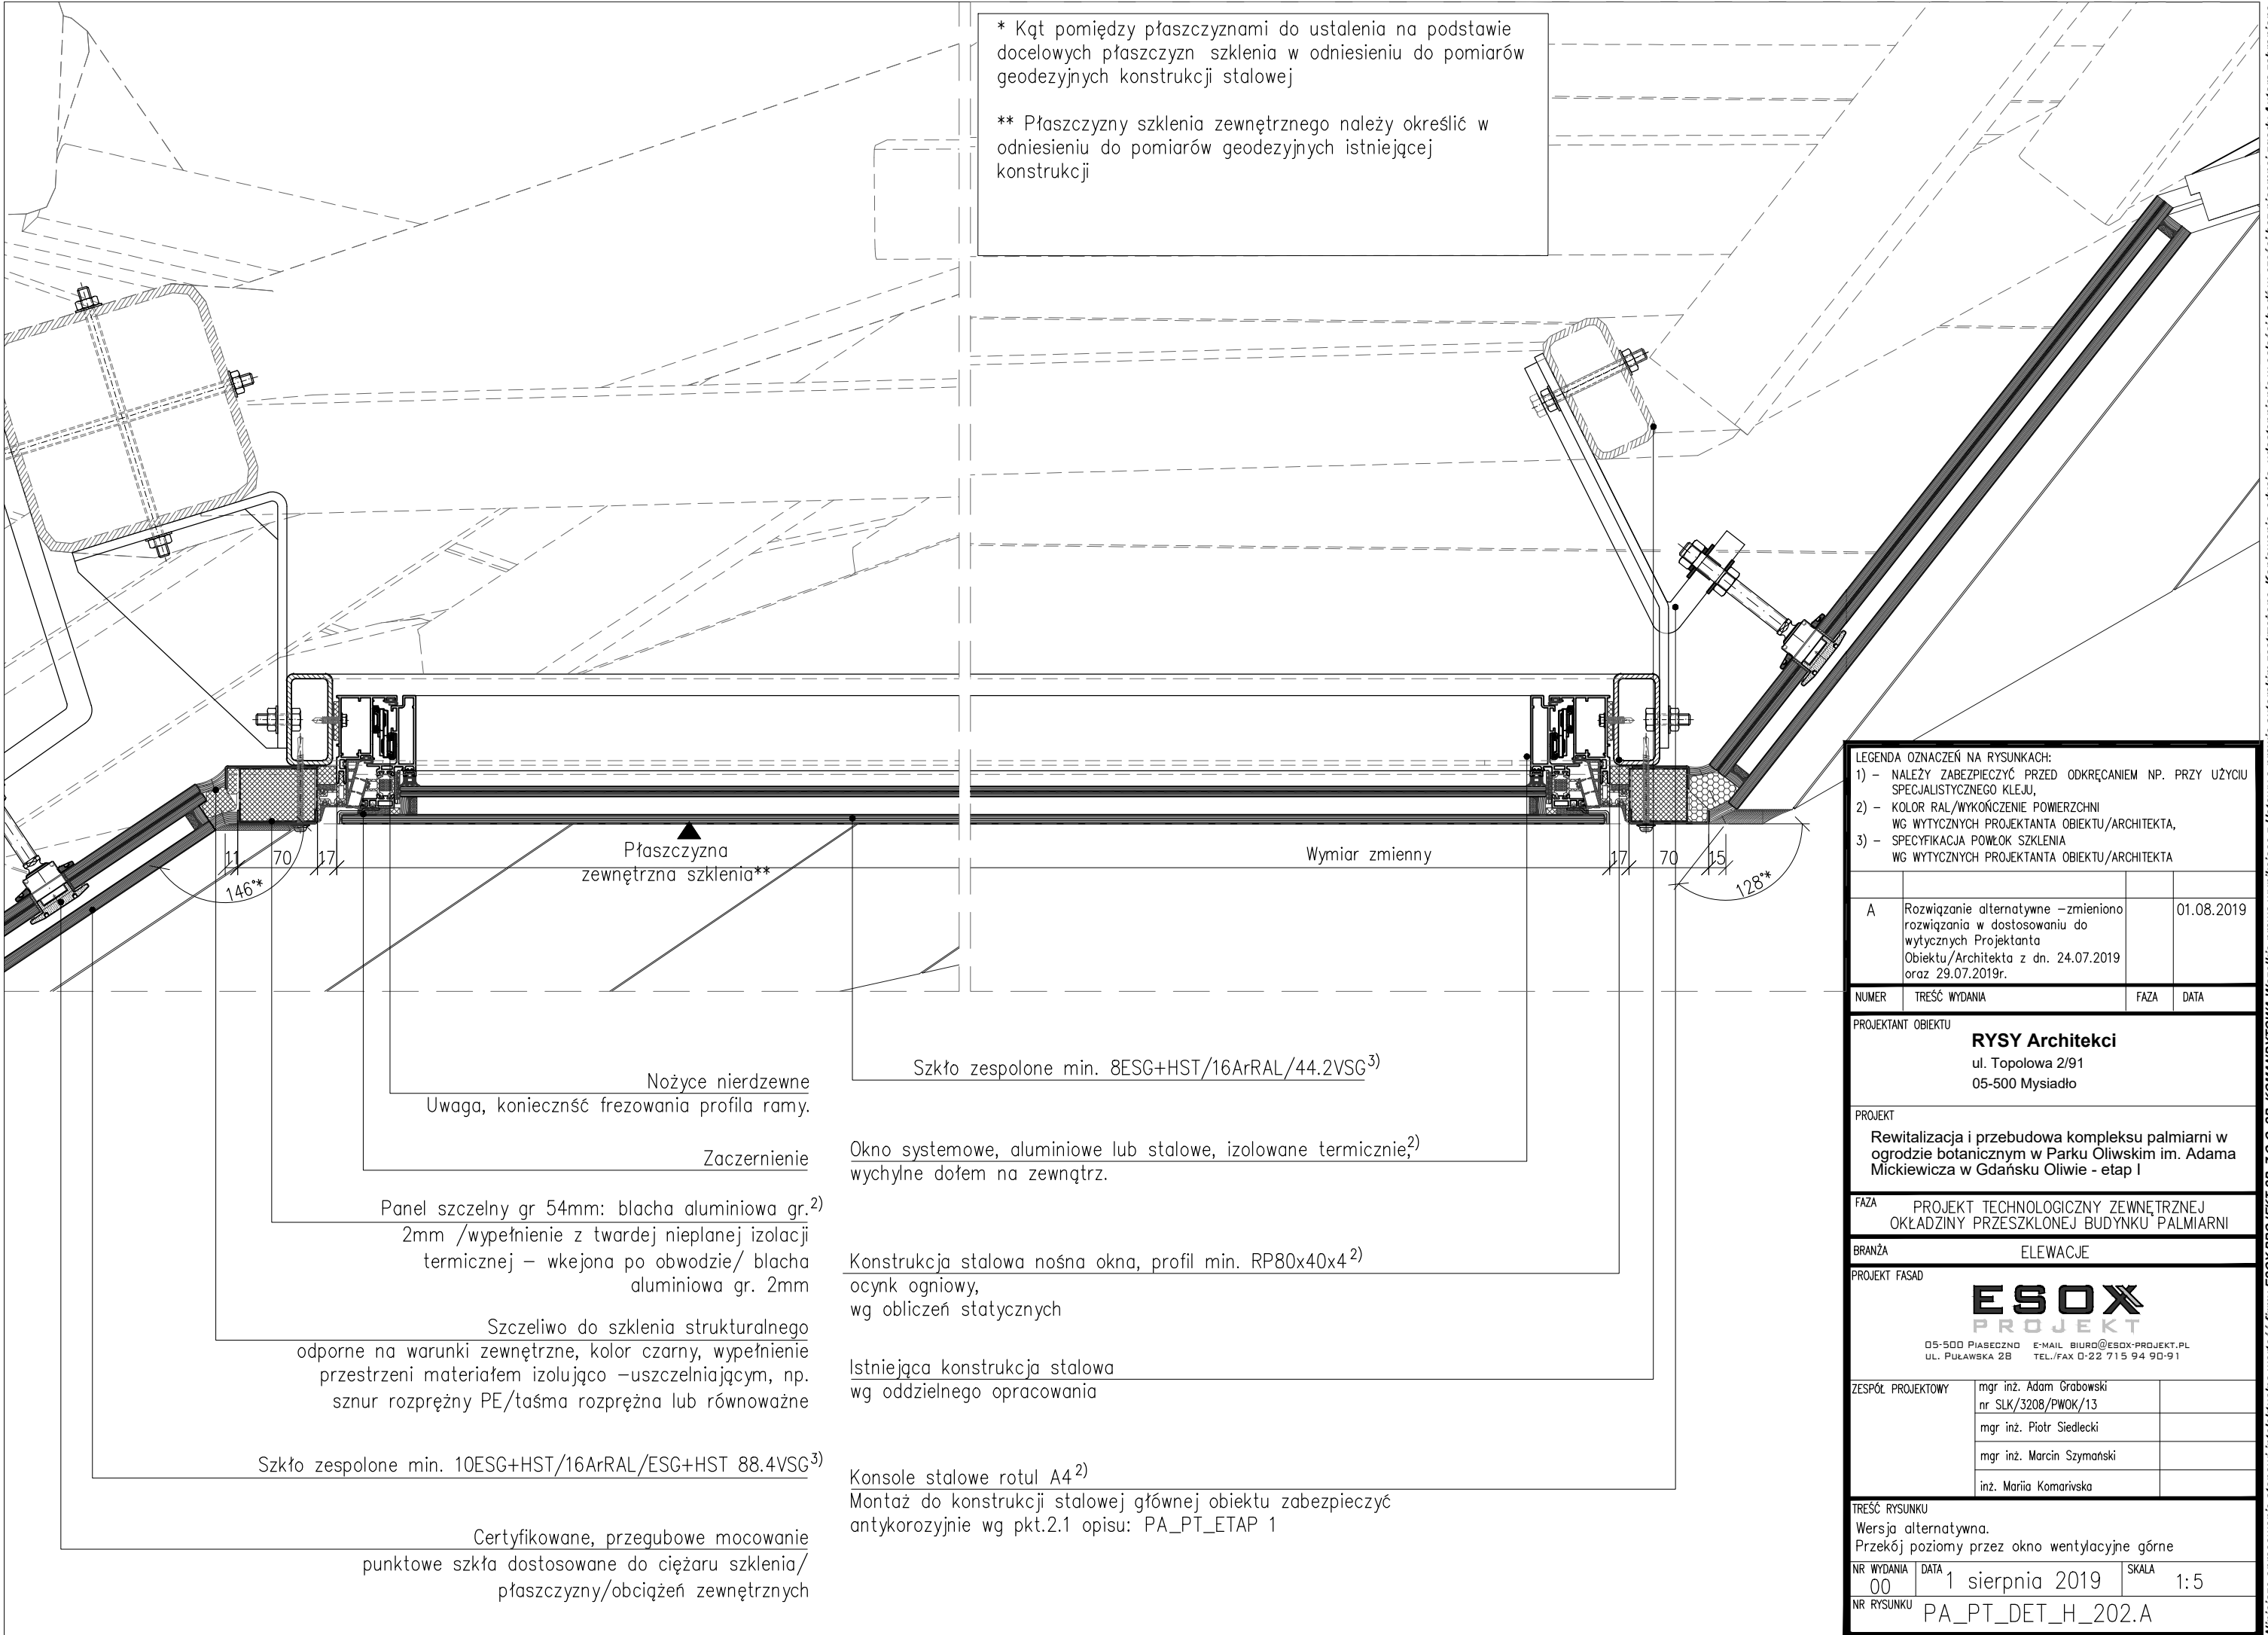 * Kąt pomiędzy płaszczyznami do ustalenia na podstawie
docelowych płaszczyzn szklenia w odniesieniu do pomiarów
geodezyjnych konstrukcji stalowej
** Płaszczyzny szklenia zewnętrznego należy określić w
odniesieniu do pomiarów geodezyjnych istniejącej
konstrukcji
11
70
17
146°*
Płaszczyzna
zewnętrzna szklenia**
Wymiar zmienny
17
70
15
128°*
Nożyce nierdzewne
Uwaga, koniecznść frezowania profila ramy.
Zaczernienie
Panel szczelny gr 54mm: blacha aluminiowa gr.2)
2mm /wypełnienie z twardej nieplanej izolacji
termicznej – wkejona po obwodzie/ blacha
aluminiowa gr. 2mm
Szczeliwo do szklenia strukturalnego
odporne na warunki zewnętrzne, kolor czarny, wypełnienie
przestrzeni materiałem izolująco –uszczelniającym, np.
sznur rozprężny PE/taśma rozprężna lub równoważne
Szkło zespolone min. 10ESG+HST/16ArRAL/ESG+HST 88.4VSG3)
Certyfikowane, przegubowe mocowanie
punktowe szkła dostosowane do ciężaru szklenia/
płaszczyzny/obciążeń zewnętrznych
Szkło zespolone min. 8ESG+HST/16ArRAL/44.2VSG3)
Okno systemowe, aluminiowe lub stalowe, izolowane termicznie,2)
wychylne dołem na zewnątrz.
Konstrukcja stalowa nośna okna, profil min. RP80x40x4 2)
ocynk ogniowy,
wg obliczeń statycznych
Istniejąca konstrukcja stalowa
wg oddzielnego opracowania
Konsole stalowe rotul A4 2)
Montaż do konstrukcji stalowej głównej obiektu zabezpieczyć
antykorozyjnie wg pkt.2.1 opisu: PA_PT_ETAP 1
LEGENDA OZNACZEŃ NA RYSUNKACH:
1) – NALEŻY ZABEZPIECZYĆ PRZED ODKRĘCANIEM NP. PRZY UŻYCIU
SPECJALISTYCZNEGO KLEJU,
2) – KOLOR RAL/WYKOŃCZENIE POWIERZCHNI
WG WYTYCZNYCH PROJEKTANTA OBIEKTU/ARCHITEKTA,
3) – SPECYFIKACJA POWŁOK SZKLENIA
WG WYTYCZNYCH PROJEKTANTA OBIEKTU/ARCHITEKTA
A Rozwiązanie alternatywne –zmieniono 01.08.2019
rozwiązania w dostosowaniu do
wytycznych Projektanta
Obiektu/Architekta z dn. 24.07.2019
oraz 29.07.2019r.
NUMER TREŚĆ WYDANIA FAZA DATA
PROJEKTANT OBIEKTU
RYSY Architekci
ul. Topolowa 2/91
05-500 Mysiadło
PROJEKT
Rewitalizacja i przebudowa kompleksu palmiarni w
ogrodzie botanicznym w Parku Oliwskim im. Adama
Mickiewicza w Gdańsku Oliwie - etap I
FAZA PROJEKT TECHNOLOGICZNY ZEWNĘTRZNEJ
OKŁADZINY PRZESZKLONEJ BUDYNKU PALMIARNI
BRANŻA ELEWACJE
PROJEKT FASAD
ESOX
PROJEKT
05-500 PIASECZNO E-MAIL BIURO@ESOX-PROJEKT.PL
UL. PUŁAWSKA 28 TEL./FAX 0-22 715 94 90-91
ZESPÓŁ PROJEKTOWY mgr inż. Adam Grabowski
nr SLK/3208/PWOK/13
mgr inż. Piotr Siedlecki
mgr inż. Marcin Szymański
inż. Mariia Komarivska
TREŚĆ RYSUNKU
Wersja alternatywna.
Przekój poziomy przez okno wentylacyjne górne
NR WYDANIA DATA SKALA
00 1 sierpnia 2019 1:5
NR RYSUNKU PA_PT_DET_H_202.A